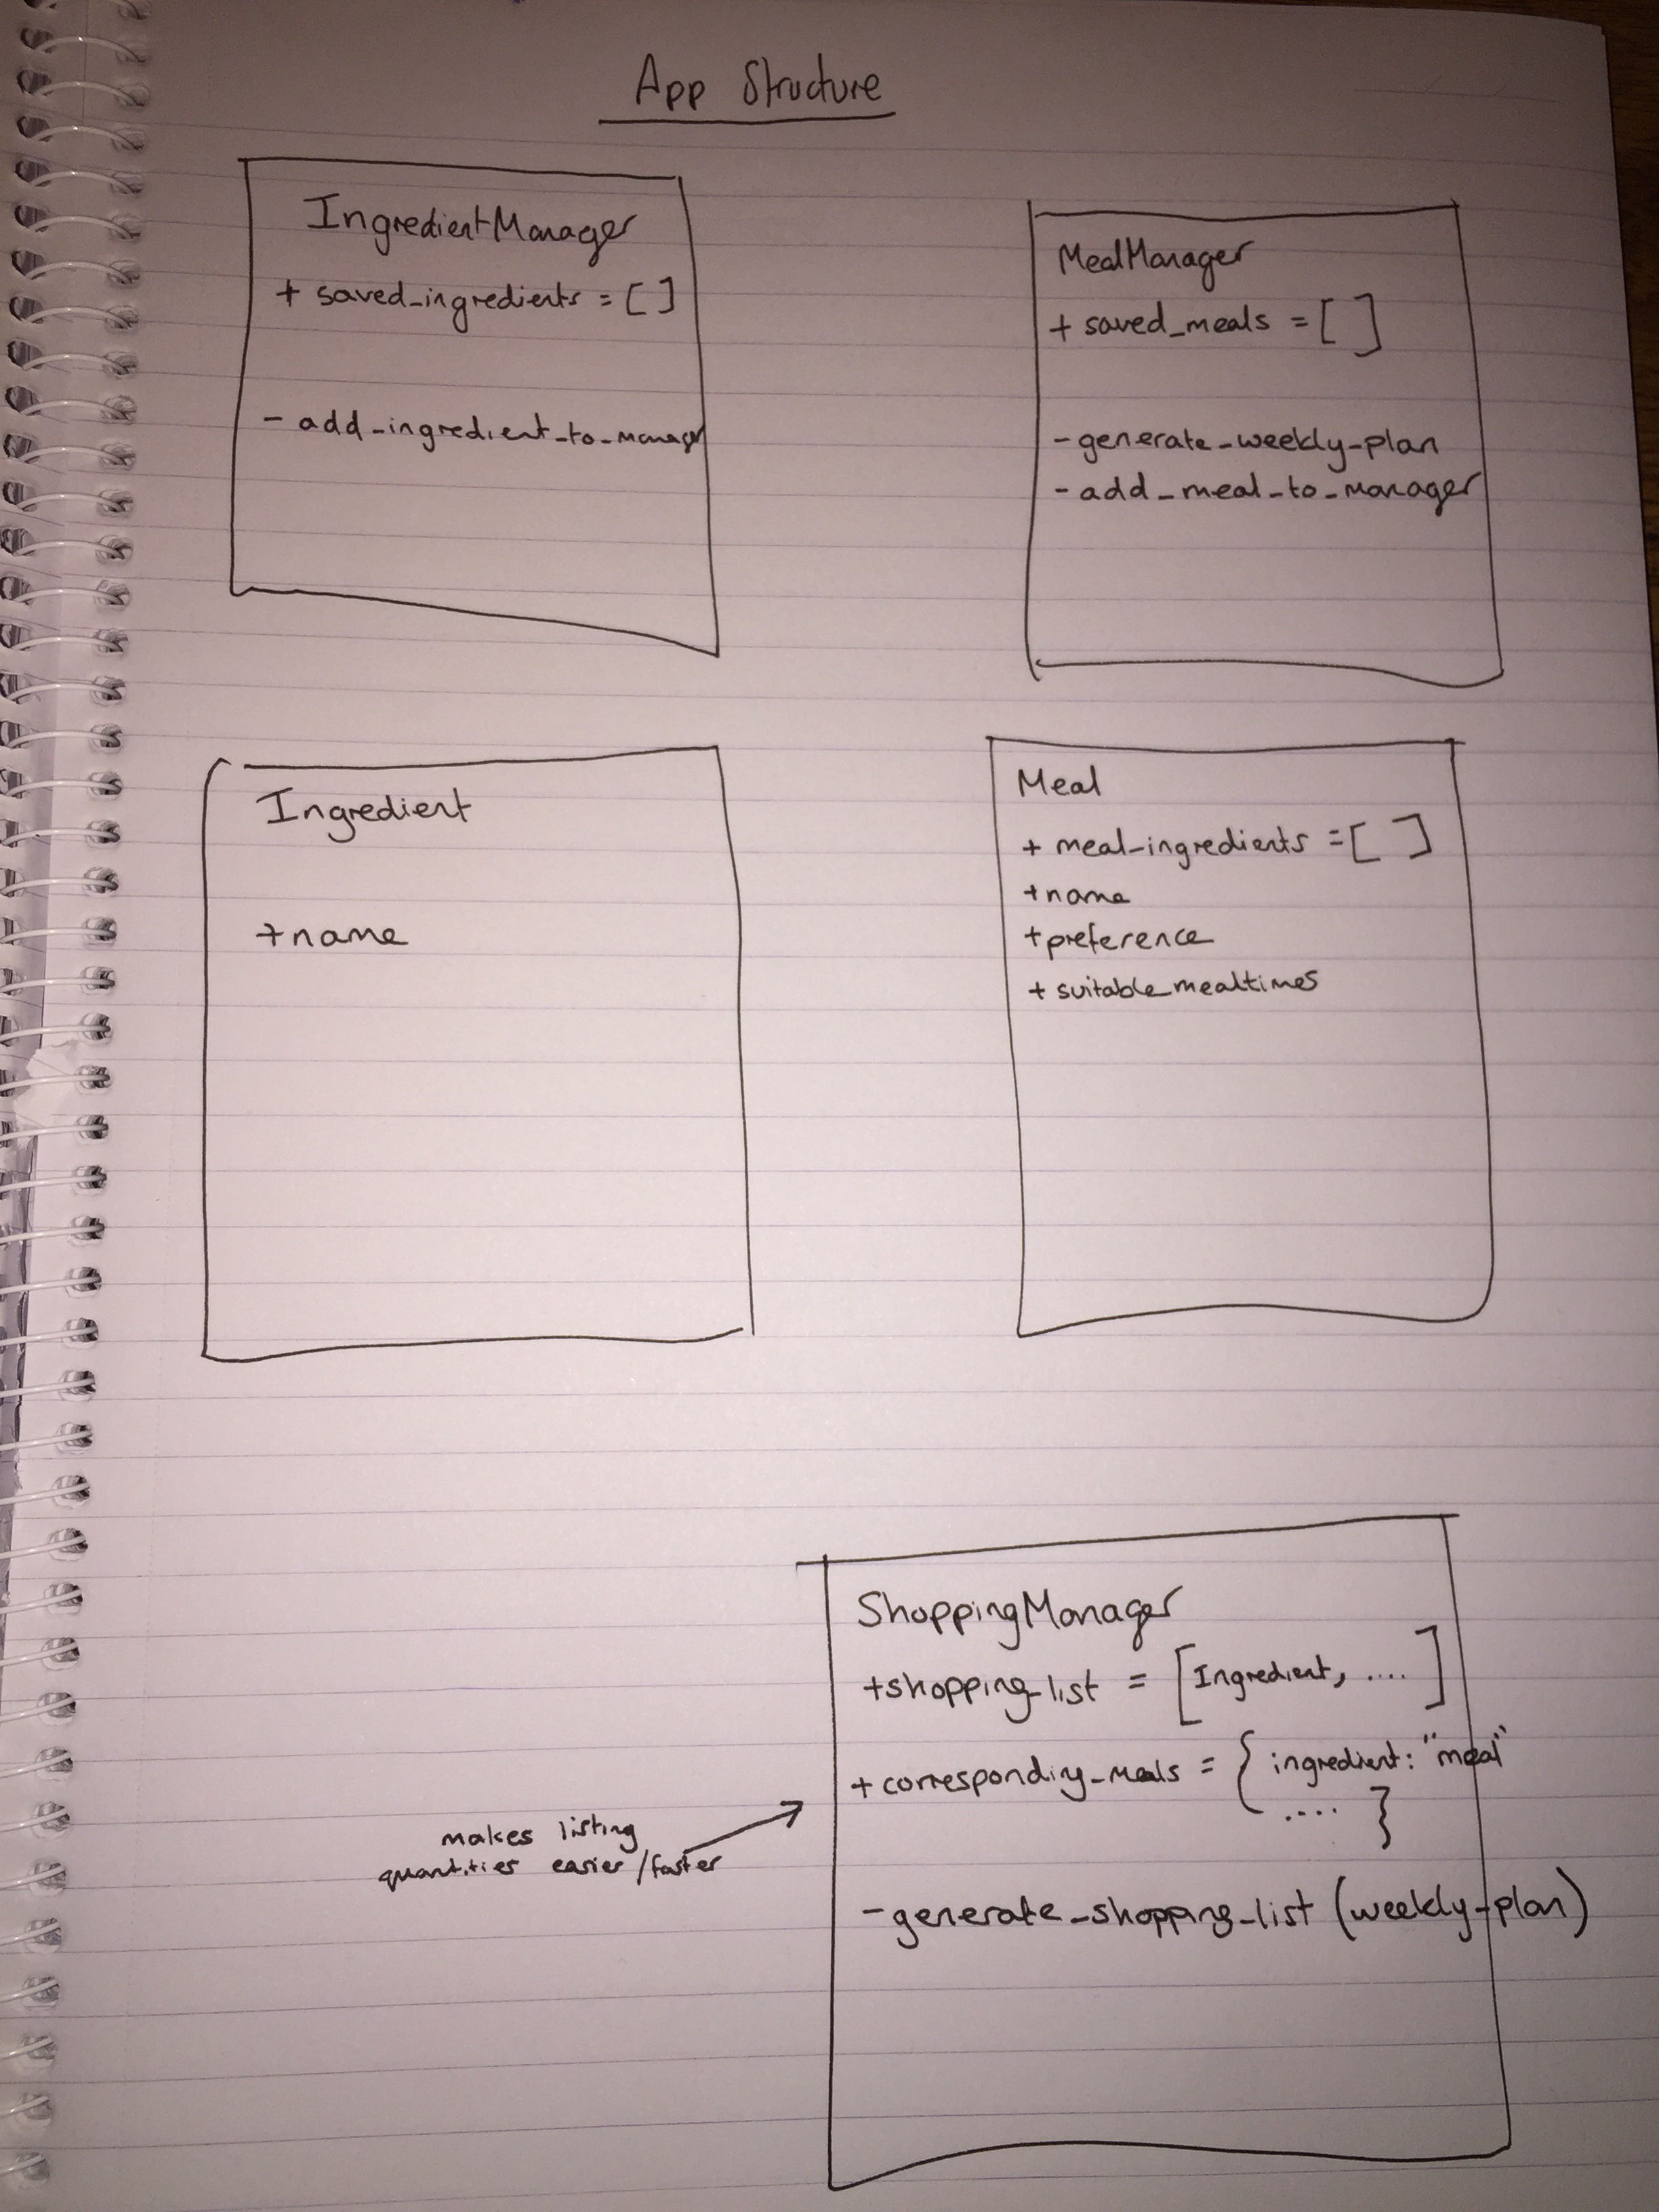 App Structure
IngredientManager
+ saved_ingredients = [ ]
- add_ingredient_to_manager
MealManager
+ saved_meals = [ ]
- generate_weekly_plan
- add_meal_to_manager
Ingredient
+ name
Meal
+ meal_ingredients = [ ]
+ name
+ preference
+ suitable_mealtimes
ShoppingManager
+ shopping_list = [Ingredient, ....]
+ corresponding_meals = { ingredient: "meal"
.... }
makes listing
quantities easier/faster
- generate_shopping_list (weekly_plan)